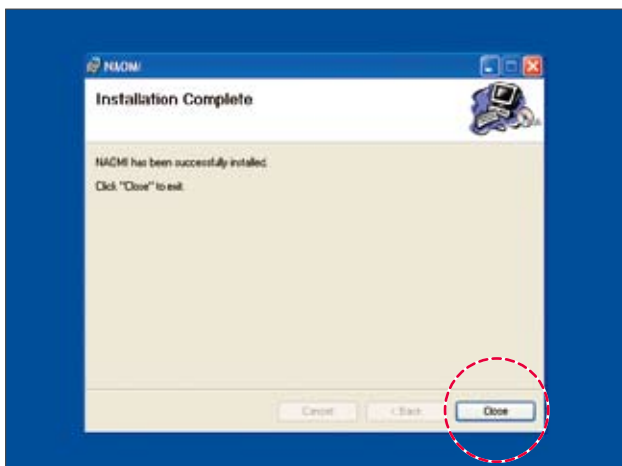 NAOMI
Installation Complete
NAOMI has been successfully installed.
Click "Close" to exit.
Cancel
< Back
Close